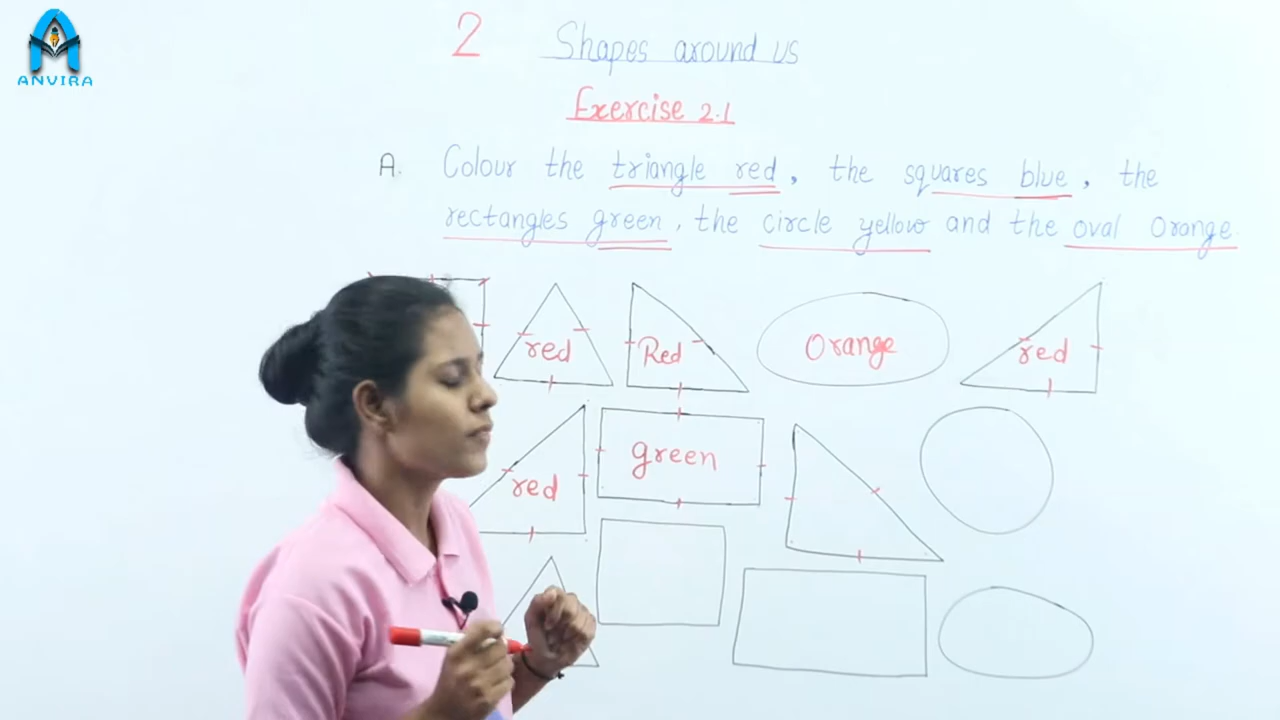 ANVIRA
2 Shapes around us
Exercise 2.1
A. Colour the triangle red, the squares blue, the
rectangles green, the circle yellow and the oval Orange.
red Red Orange red
red green